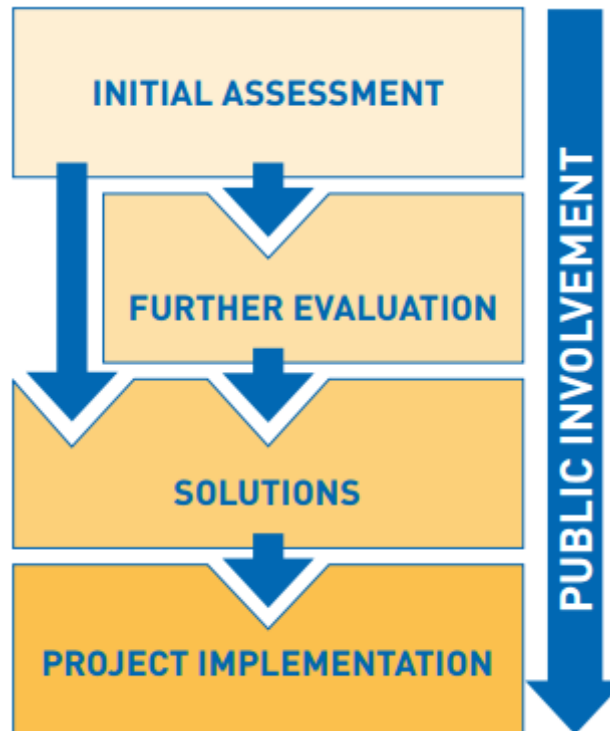 INITIAL ASSESSMENT
FURTHER EVALUATION
SOLUTIONS
PROJECT IMPLEMENTATION
PUBLIC INVOLVEMENT